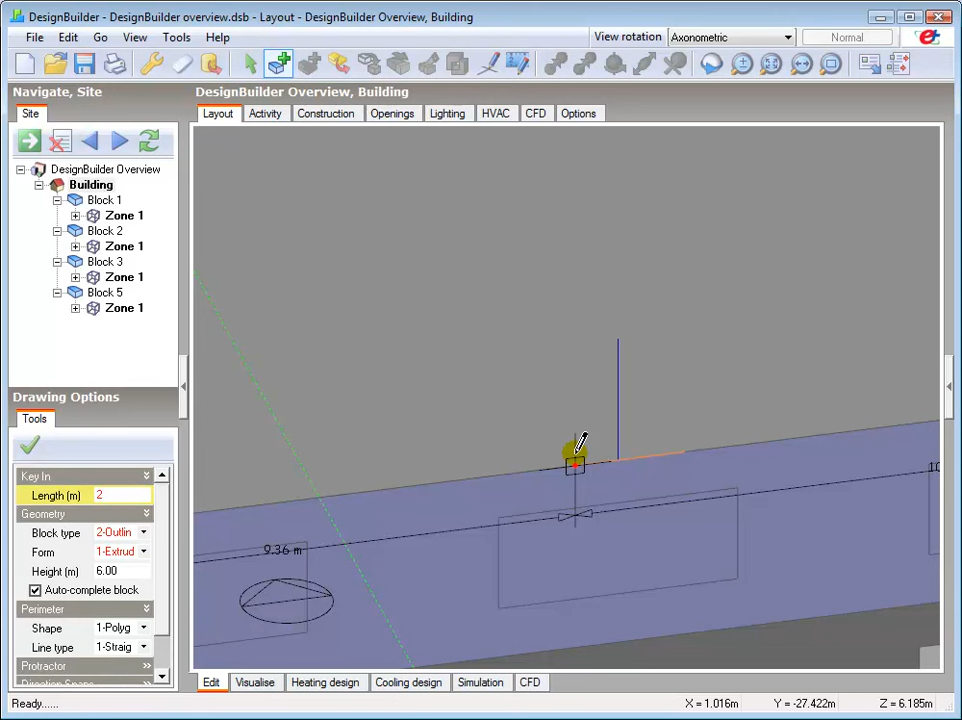 DesignBuilder - DesignBuilder overview.dsb - Layout - DesignBuilder Overview, Building
File Edit Go View Tools Help
View rotation Axonometric Normal
Navigate, Site
DesignBuilder Overview, Building
Site
Layout Activity Construction Openings Lighting HVAC CFD Options
DesignBuilder Overview
Building
Block 1
Zone 1
Block 2
Zone 1
Block 3
Zone 1
Block 5
Zone 1
Drawing Options
Tools
Key In
Length (m) 2
Geometry
Block type 2-Outlin
Form 1-Extrud
Height (m) 6.00
Auto-complete block
Perimeter
Shape 1-Polyg
Line type 1-Straig
Protractor
9.36 m
10
Edit Visualise Heating design Cooling design Simulation CFD
Ready...... X = 1.016m Y = -27.422m Z = 6.185m